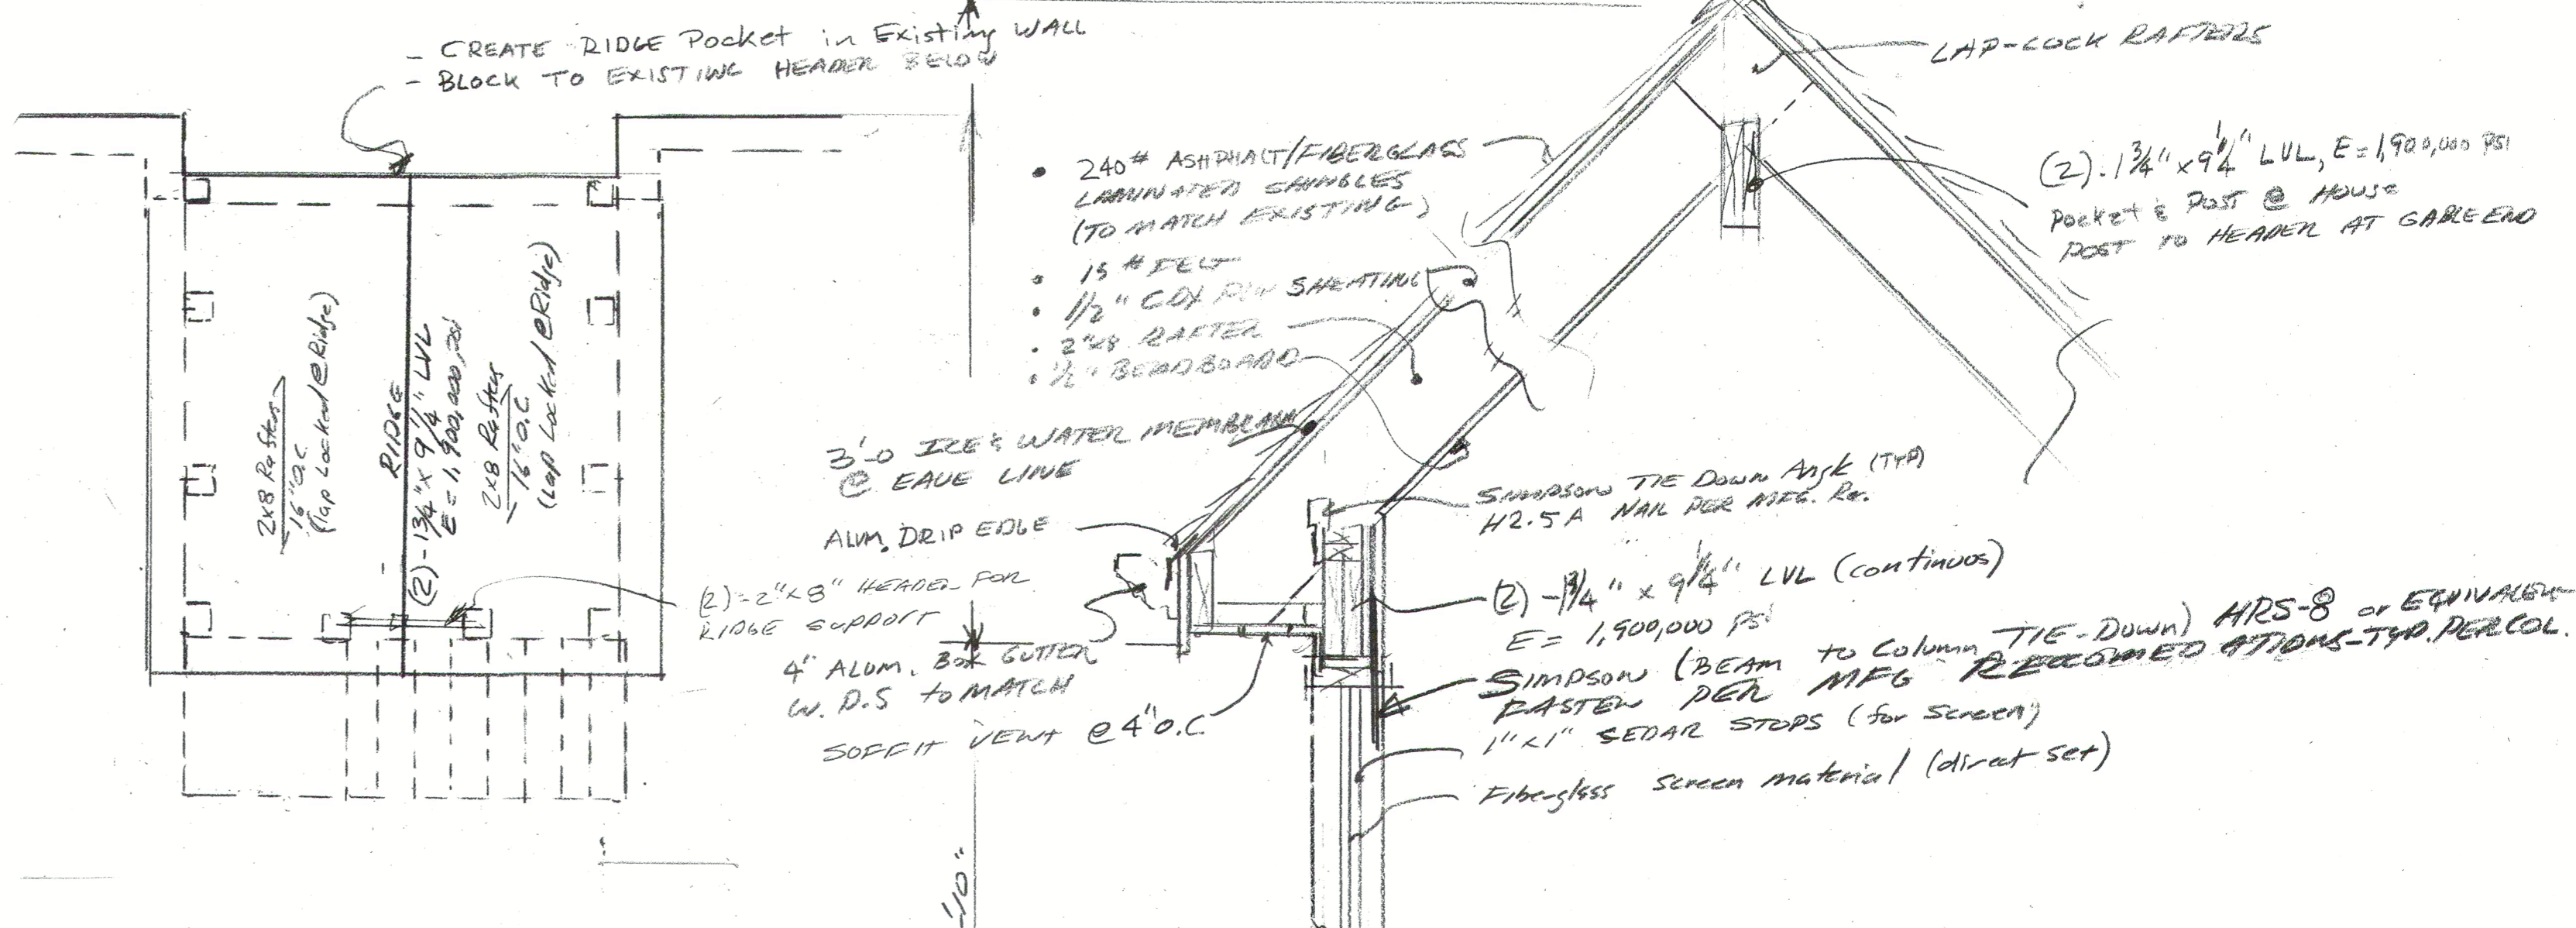 - CREATE RIDGE Pocket in Existing WALL
- BLOCK TO EXISTING HEADER BELOW
2x8 Rafters
16" O.C.
(lap Locked @Ridge)
RIDGE
(2) - 1 3/4" x 9 1/4" LVL
E = 1,900,000 psi
2x8 Rafters
16" O.C.
(Lap Locked @Ridge)
• 240# ASHPHALT/FIBERGLASS
LAMINATED SHINGLES
(TO MATCH EXISTING)
• 15 # FELT
• 1/2" CDX SHEATING
• 2"x8 RAFTER
• 1/2" BEADBOARD
3'-0 ICE & WATER MEMBRANE
@ EAVE LINE
ALUM. DRIP EDGE
(2) - 2" x 8" HEADER FOR
RIDGE SUPPORT
4" ALUM. BOX GUTTER
W. D.S to MATCH
SOFFIT VENT @ 4" O.C.
-'10"
LAP-LOCK RAFTERS
(2) - 1 3/4" x 9 1/4" LVL, E = 1,900,000 PSI
Pocket & Post @ House
POST TO HEADER AT GABLE END
SIMPSON TIE DOWN Angle (TYP)
H2.5A NAIL PER MFG. Re.
(2) - 1 3/4" x 9 1/4" LVL (continuos)
E = 1,900,000 psi
SIMPSON (BEAM to Column TIE-Down) HRS-8 or EQUIVALENT
FASTEN PER MFG RECCOMEDATIONS-TYP. PER COL.
1" x 1" SEDAR STOPS (for Screen)
Fiberglass Screen material (direct set)